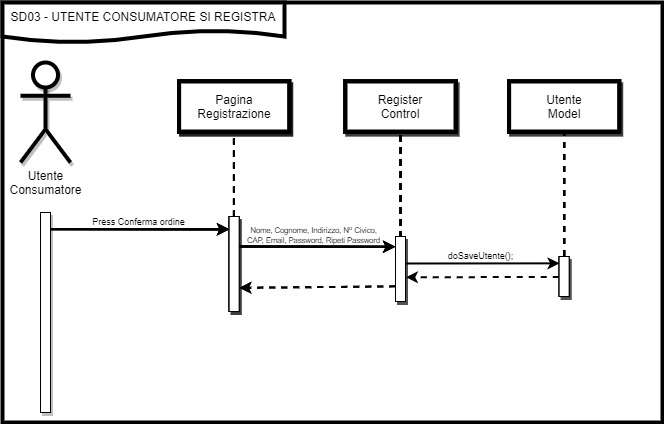 SD03 - UTENTE CONSUMATORE SI REGISTRA
Pagina
Registrazione
Register
Control
Utente
Model
Utente
Consumatore
Press Conferma ordine
Nome, Cognome, Indirizzo, N° Civico,
CAP, Email, Password, Ripeti Password
doSaveUtente();